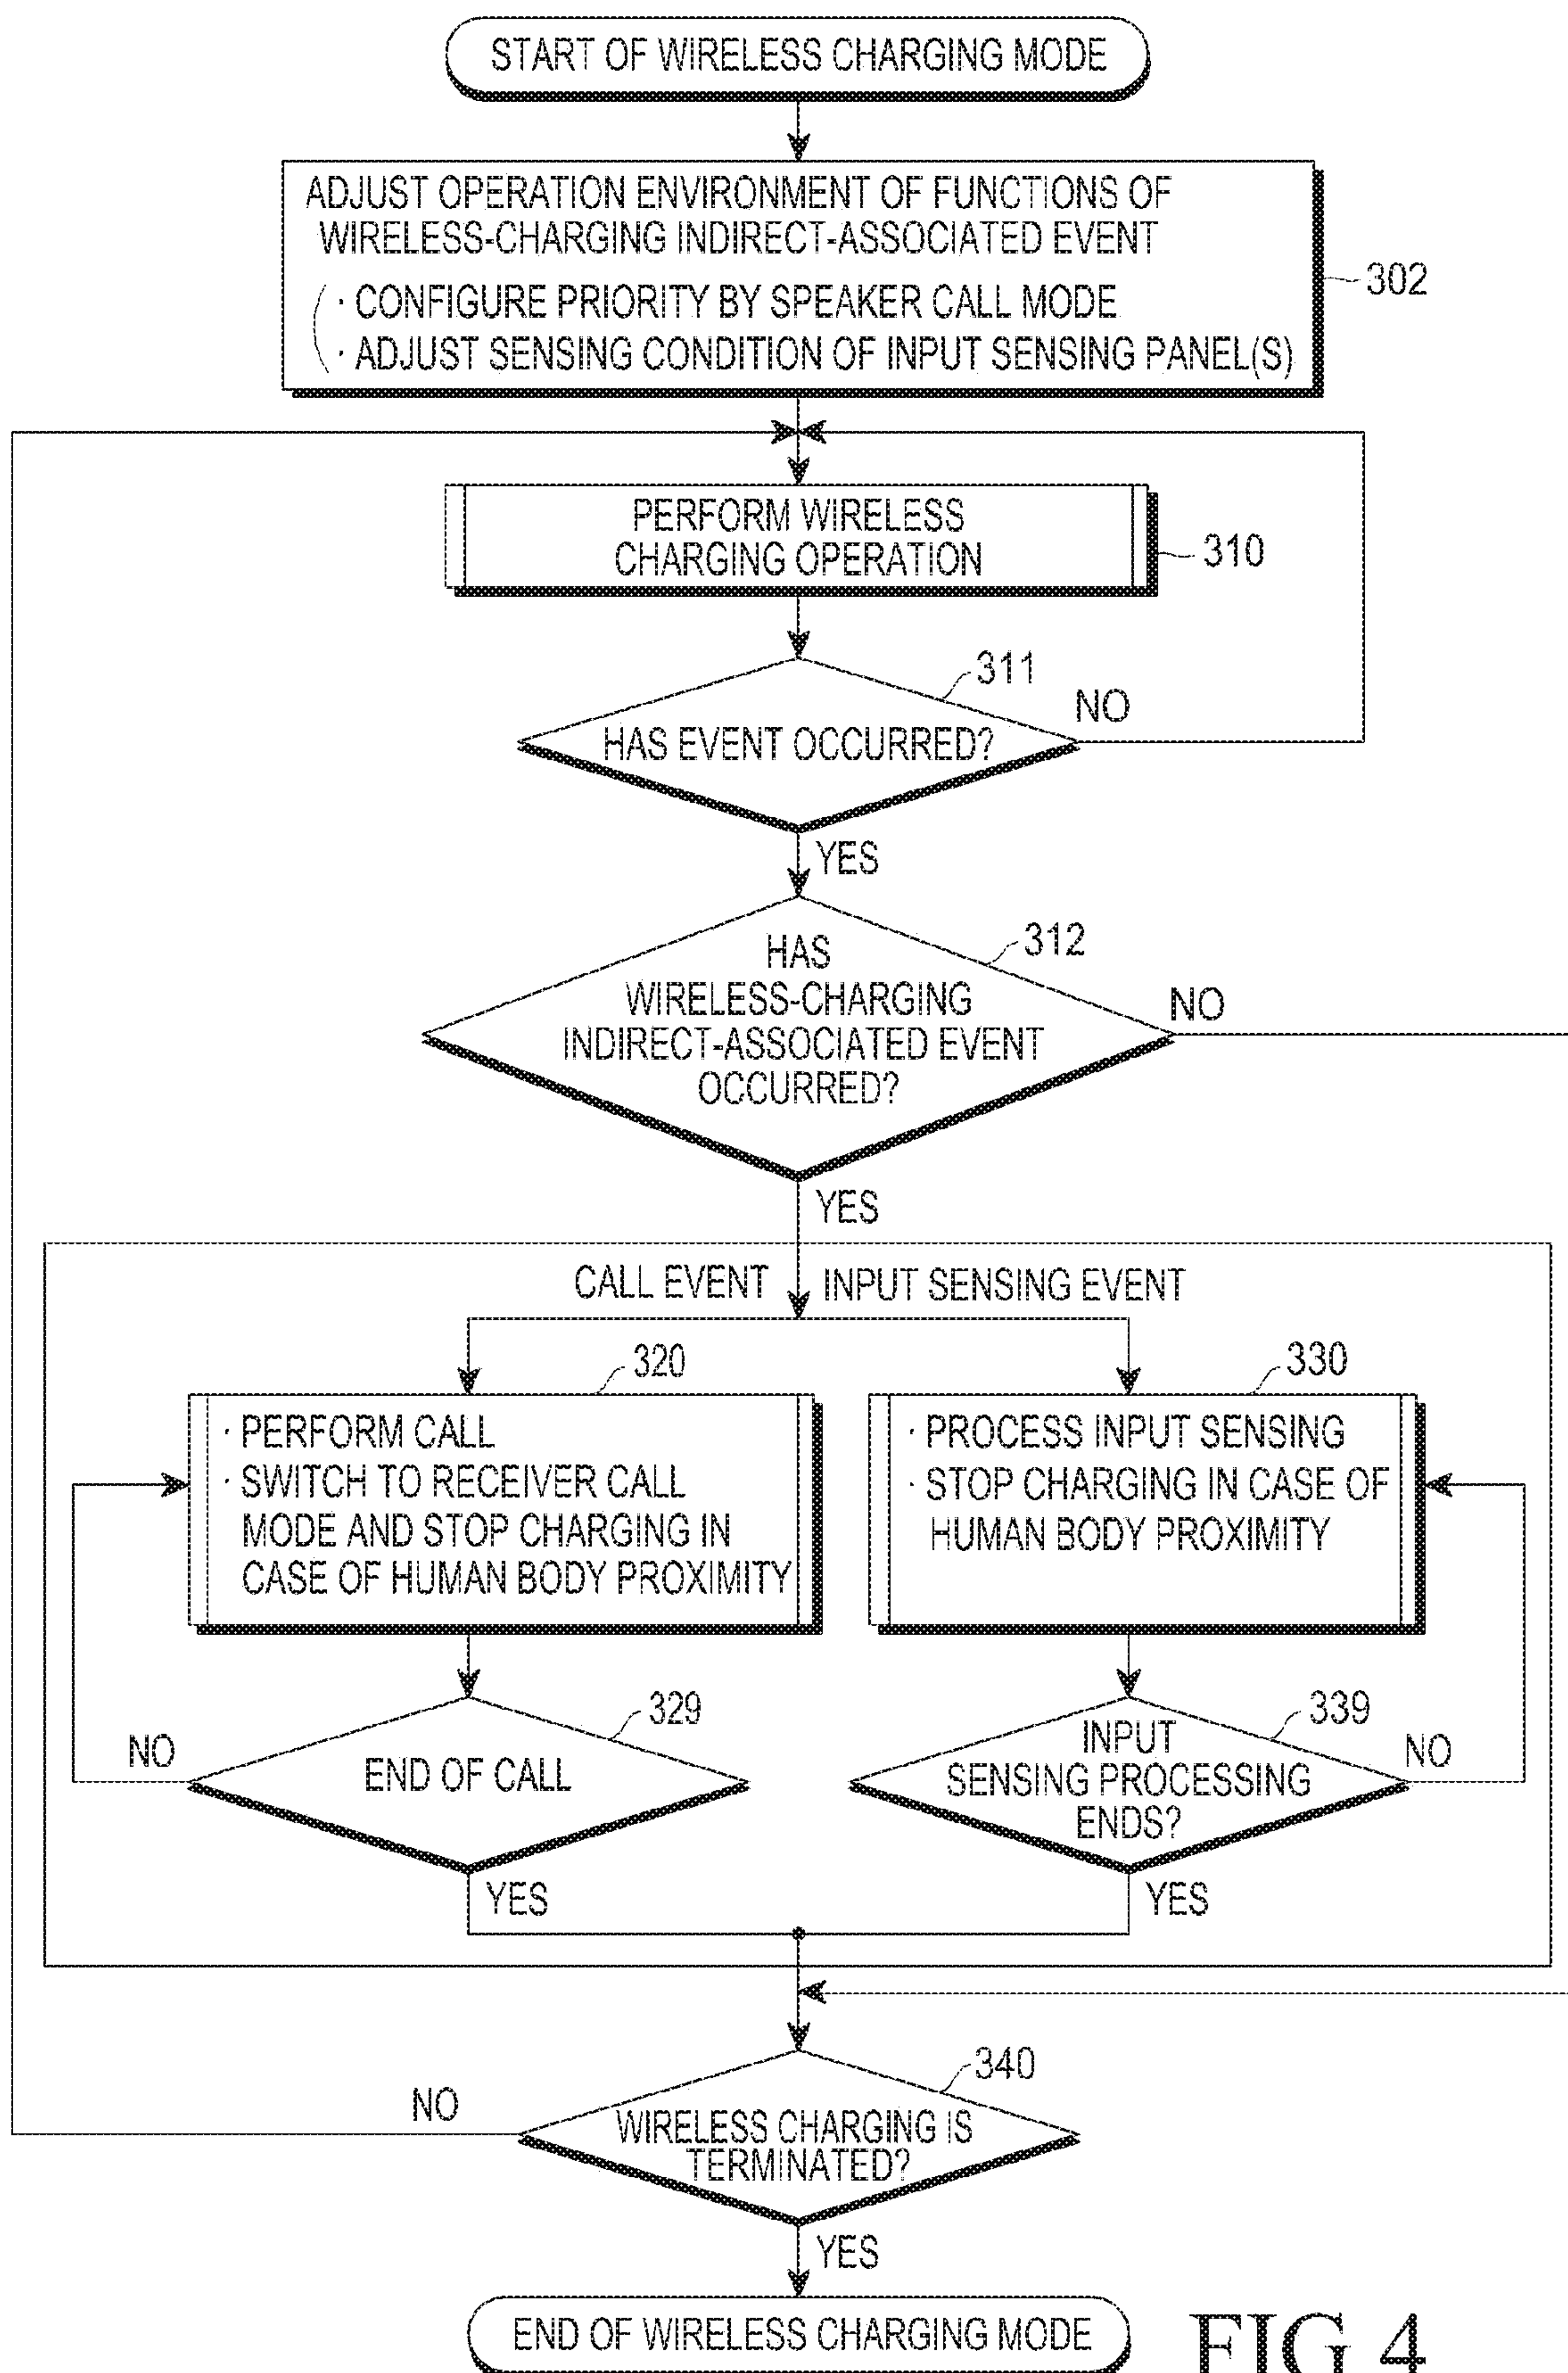 START OF WIRELESS CHARGING MODE
ADJUST OPERATION ENVIRONMENT OF FUNCTIONS OF
WIRELESS-CHARGING INDIRECT-ASSOCIATED EVENT
· CONFIGURE PRIORITY BY SPEAKER CALL MODE
· ADJUST SENSING CONDITION OF INPUT SENSING PANEL(S)
302
PERFORM WIRELESS
CHARGING OPERATION
310
311
NO
HAS EVENT OCCURRED?
YES
312
HAS
WIRELESS-CHARGING
INDIRECT-ASSOCIATED EVENT
OCCURRED?
NO
YES
CALL EVENT
INPUT SENSING EVENT
320
· PERFORM CALL
· SWITCH TO RECEIVER CALL
MODE AND STOP CHARGING IN
CASE OF HUMAN BODY PROXIMITY
330
· PROCESS INPUT SENSING
· STOP CHARGING IN CASE OF
HUMAN BODY PROXIMITY
329
NO
END OF CALL
YES
339
INPUT
SENSING PROCESSING
ENDS?
NO
YES
340
NO
WIRELESS CHARGING IS
TERMINATED?
YES
END OF WIRELESS CHARGING MODE
FIG.4